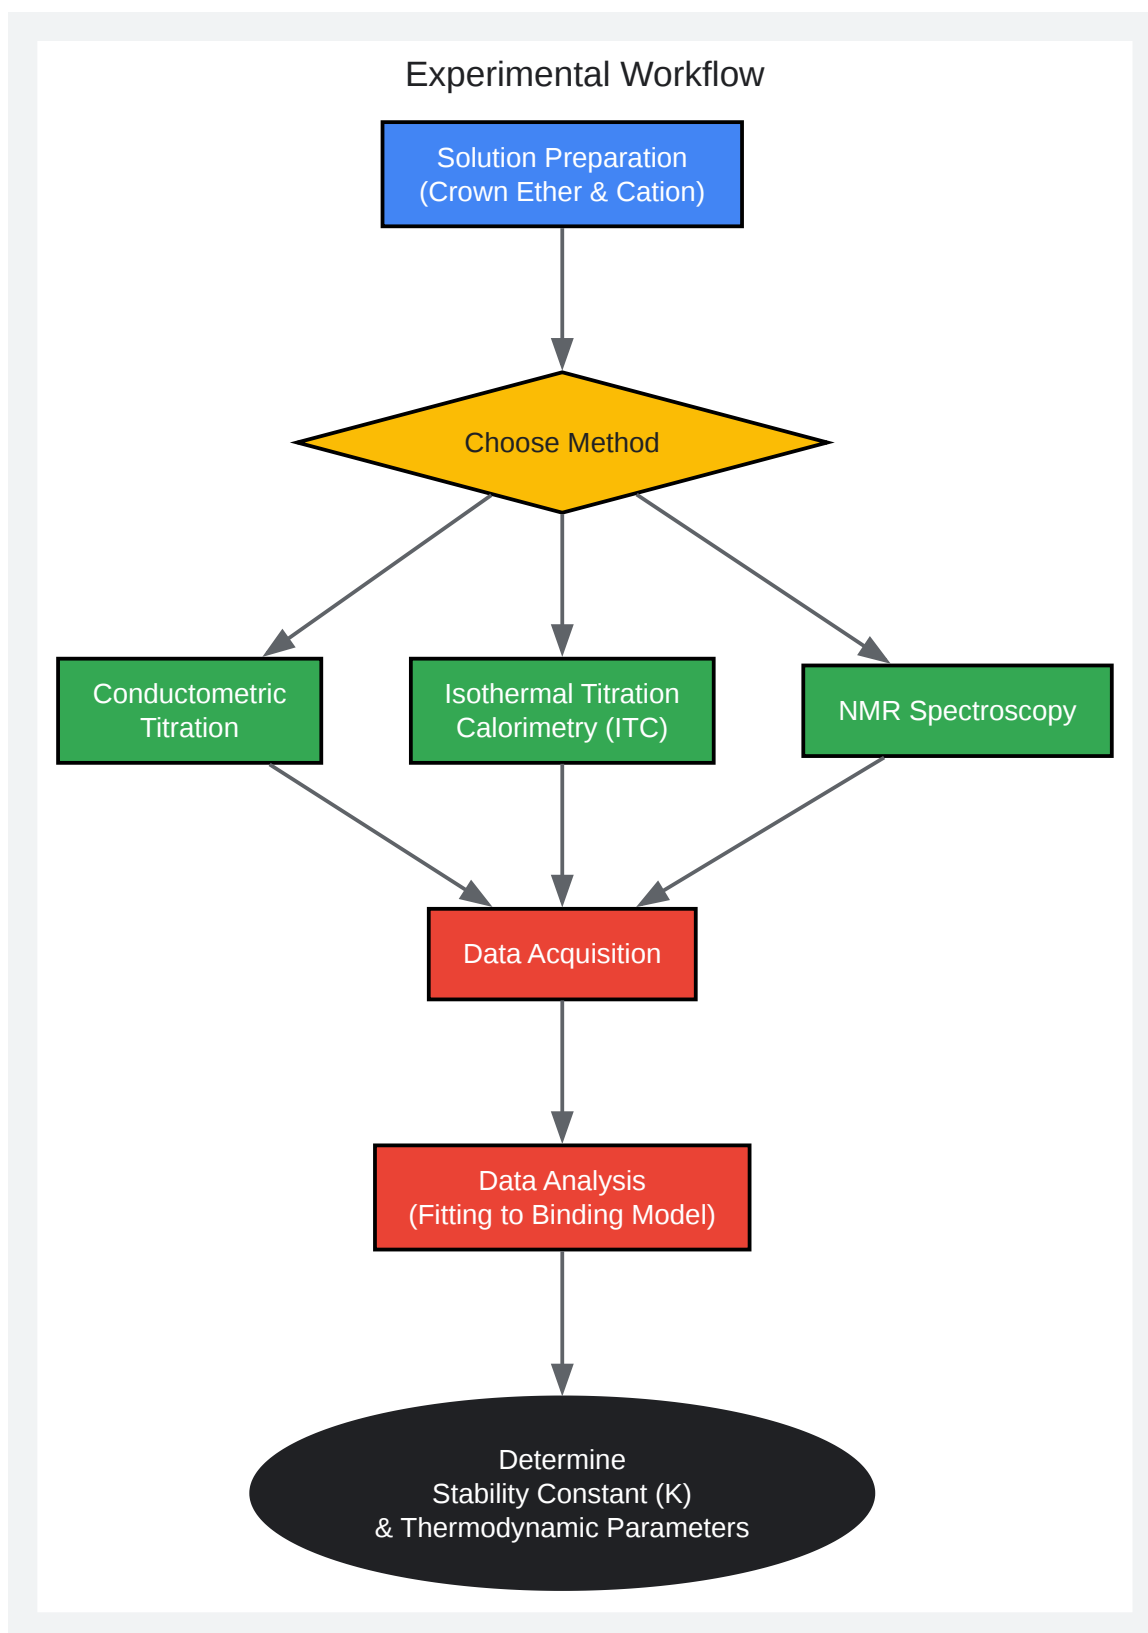 Experimental Workflow
Solution Preparation
(Crown Ether & Cation)
Choose Method
Conductometric
Titration
Isothermal Titration
Calorimetry (ITC)
NMR Spectroscopy
Data Acquisition
Data Analysis
(Fitting to Binding Model)
Determine
Stability Constant (K)
& Thermodynamic Parameters